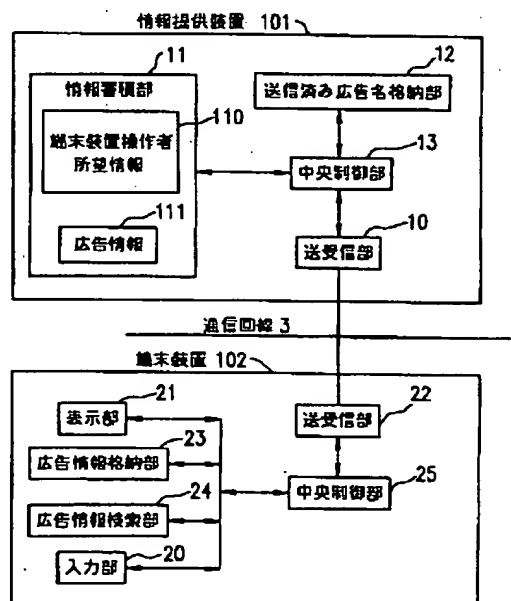 情報提供装置 101
11
12
情報蓄積部
送信済み広告名格納部
110
端末装置操作者
所望情報
13
中央制御部
111
広告情報
10
送受信部
通信回線 3
端末装置 102
21
表示部
22
送受信部
23
広告情報格納部
24
広告情報検索部
25
中央制御部
20
入力部